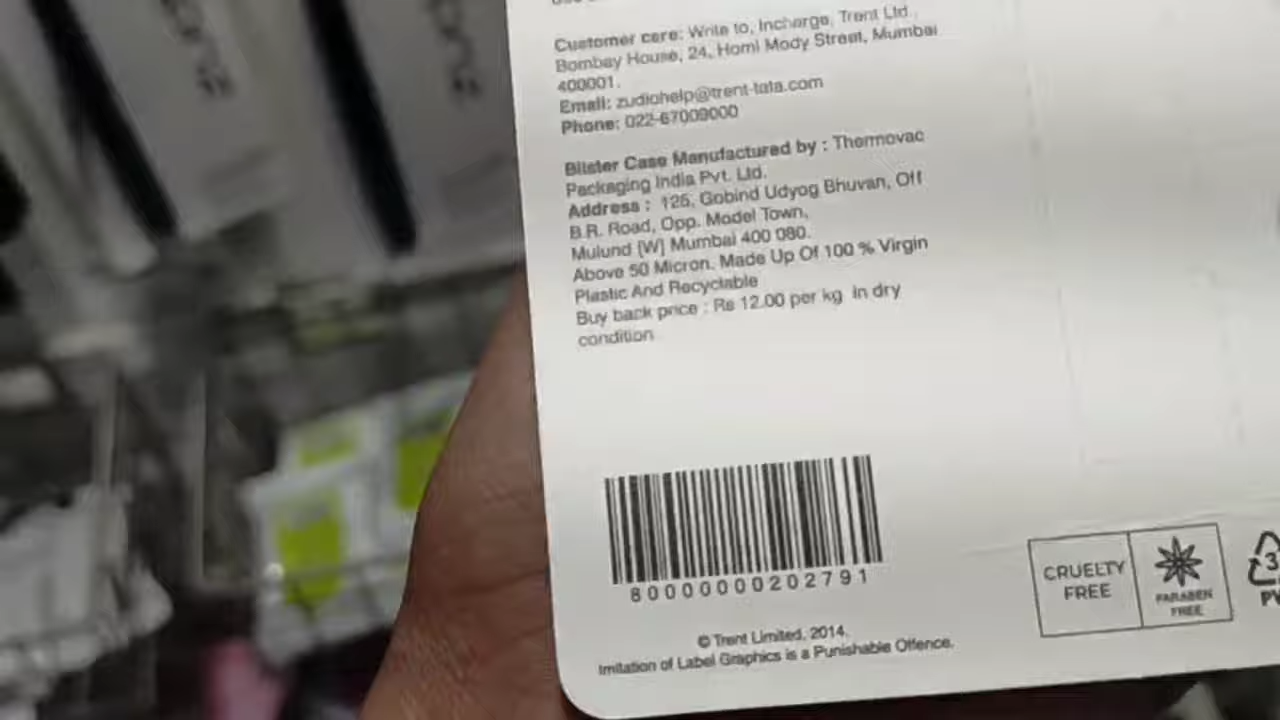 Customer care: Write to, Incharge, Trent Ltd.,
Bombay House, 24, Homi Mody Street, Mumbai
400001.
Email: zudiohelp@trent-tata.com
Phone: 022-67009000
Blister Case Manufactured by : Thermovac
Packaging India Pvt. Ltd.
Address : 125, Gobind Udyog Bhuvan, Off
B.R. Road, Opp. Model Town,
Mulund [W] Mumbai 400 080.
Above 50 Micron. Made Up Of 100 % Virgin
Plastic And Recyclable
Buy back price : Rs 12.00 per kg in dry
condition
8000000202791
CRUELTY
FREE
PARABEN
FREE
3
© Trent Limited, 2014.
Imitation of Label Graphics is a Punishable Offence.